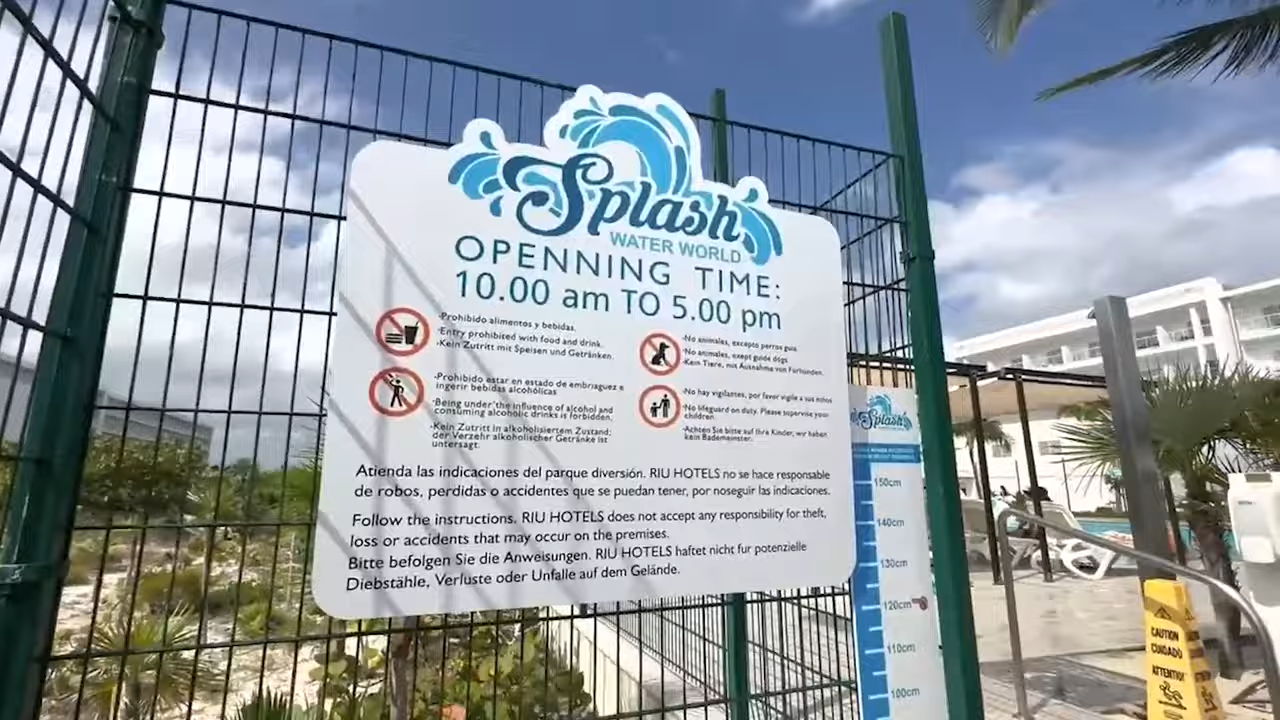 Splash
WATER WORLD
OPENNING TIME:
10.00 am TO 5.00 pm
-Prohibido alimentos y bebidas.
-Entry prohibited with food and drink.
-Kein Zutritt mit Speisen und Getränken.
-Prohibido estar en estado de embriaguez e
ingerir bebidas alcohólicas
-Being under the influence of alcohol and
consuming alcoholic drinks is forbidden.
-Kein Zutritt in alkoholisiertem Zustand;
der Verzehr alkoholischer Getränke ist
untersagt.
-No animales, excepto perros guia.
-No animales, exept guide dogs
-Kein Tiere, mit Ausnahme von
-No hay vigilantes, por favor vigile a sus niños
-No lifeguard on duty. Please supervise your
children.
-Achten Sie bitte auf Ihre Kinder, wir haben
kein Bademeister.
Atienda las indicaciones del parque diversión. RIU HOTELS no se hace responsable
de robos, perdidas o accidentes que se puedan tener, por noseguir las indicaciones.
Follow the instructions. RIU HOTELS does not accept any responsibility for theft,
loss or accidents that may occur on the premises.
Bitte befolgen Sie die Anweisungen. RIU HOTELS haftet nicht fur potenzielle
Diebstähle, Verluste oder Unfalle auf dem Gelände.
Splash
150cm
140cm
130cm
120cm
110cm
100cm
CAUTION
CUIDADO
ATTENTION